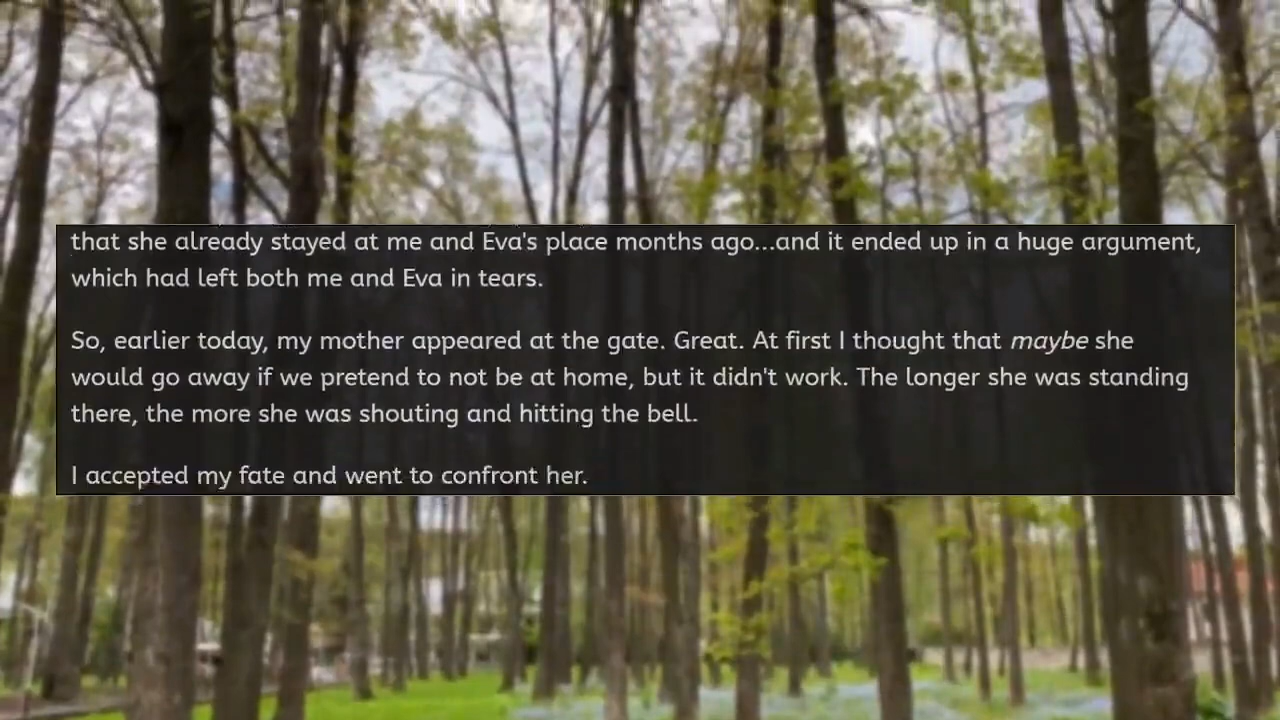 that she already stayed at me and Eva's place months ago...and it ended up in a huge argument,
which had left both me and Eva in tears.
So, earlier today, my mother appeared at the gate. Great. At first I thought that maybe she
would go away if we pretend to not be at home, but it didn't work. The longer she was standing
there, the more she was shouting and hitting the bell.
I accepted my fate and went to confront her.